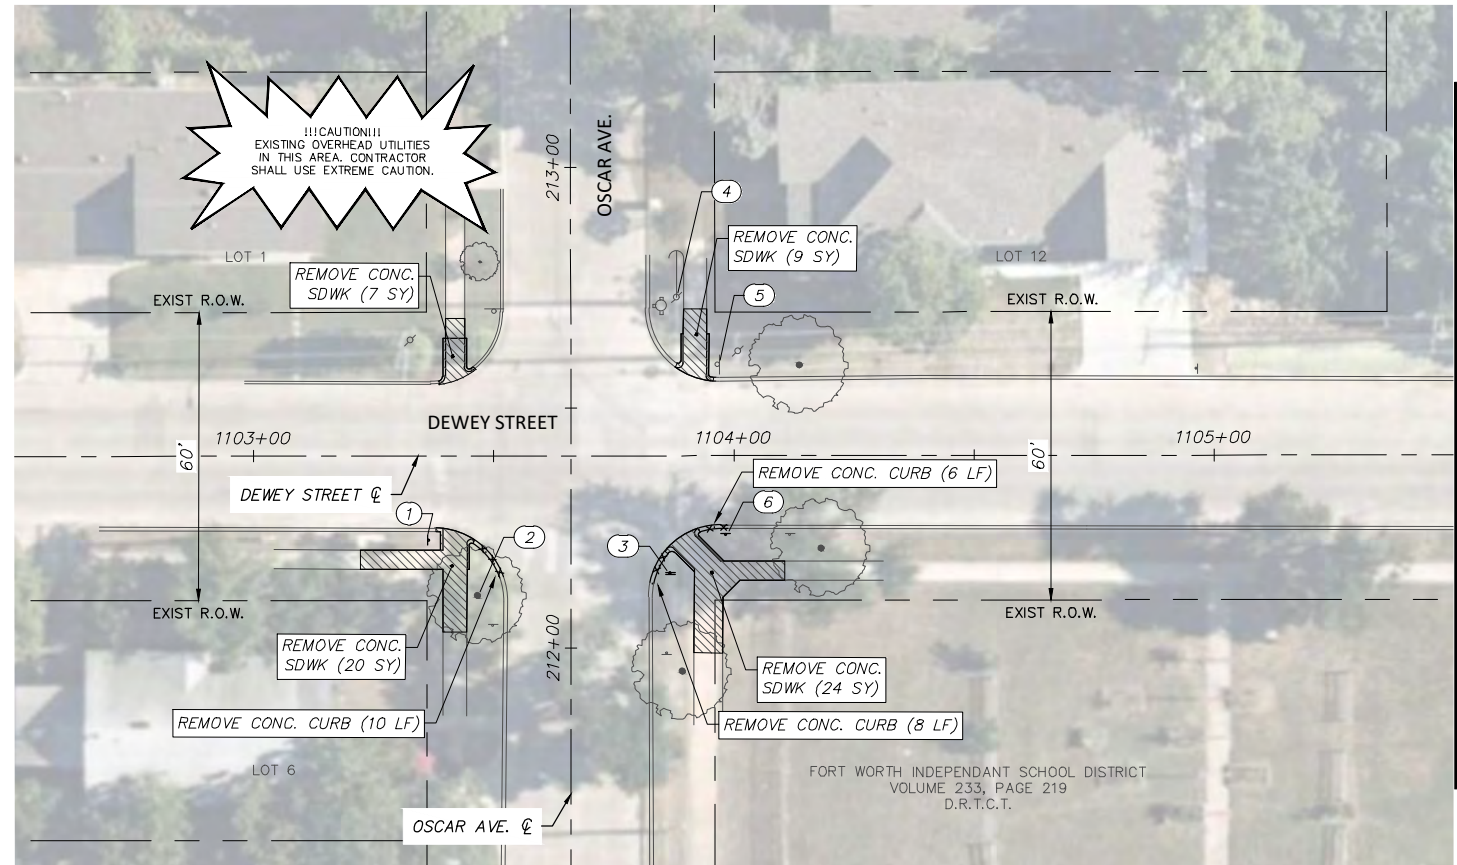 !!!CAUTION!!!
EXISTING OVERHEAD UTILITIES
IN THIS AREA. CONTRACTOR
SHALL USE EXTREME CAUTION.
213+00
OSCAR AVE.
4
REMOVE CONC.
SDWK (9 SY)
LOT 1
LOT 12
REMOVE CONC.
SDWK (7 SY)
5
EXIST R.O.W.
EXIST R.O.W.
DEWEY STREET
1103+00
1104+00
1105+00
60'
60'
REMOVE CONC. CURB (6 LF)
DEWEY STREET ℄
1
6
2
3
EXIST R.O.W.
EXIST R.O.W.
212+00
REMOVE CONC.
SDWK (20 SY)
REMOVE CONC.
SDWK (24 SY)
REMOVE CONC. CURB (10 LF)
REMOVE CONC. CURB (8 LF)
LOT 6
FORT WORTH INDEPENDANT SCHOOL DISTRICT
VOLUME 233, PAGE 219
D.R.T.C.T.
OSCAR AVE. ℄